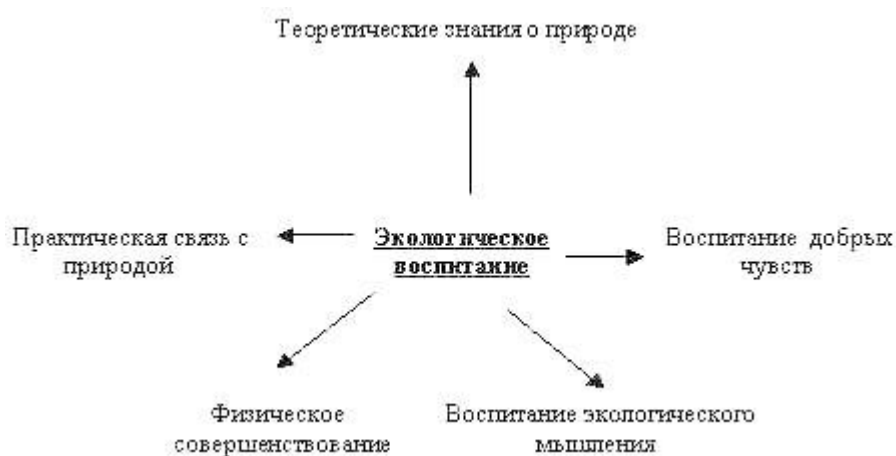 Теоретические знания о природе
Практическая связь с
природой
Экологическое
воспитание
Воспитание добрых
чувств
Физическое
совершенствование
Воспитание экологического
мышления